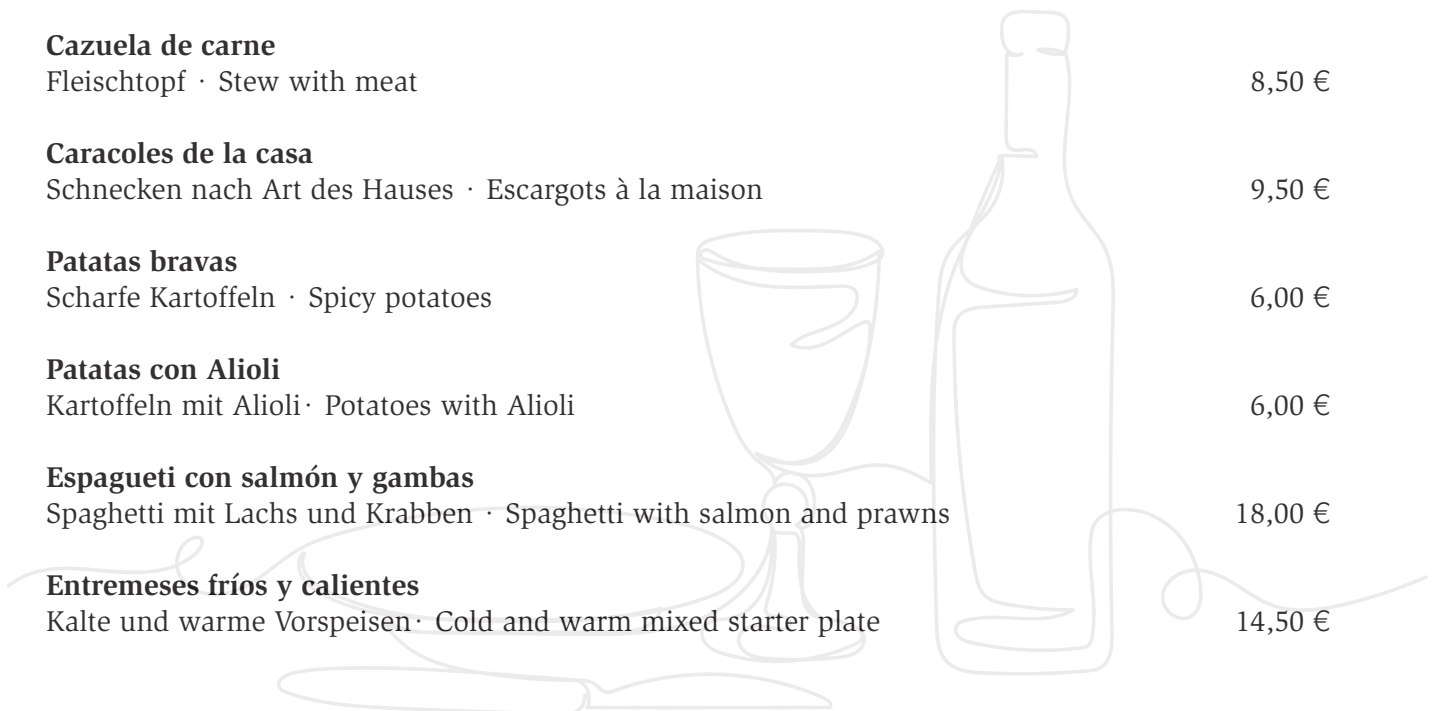 Cazuela de carne
Fleischtopf · Stew with meat 8,50 €
Caracoles de la casa
Schnecken nach Art des Hauses · Escargots à la maison 9,50 €
Patatas bravas
Scharfe Kartoffeln · Spicy potatoes 6,00 €
Patatas con Alioli
Kartoffeln mit Alioli· Potatoes with Alioli 6,00 €
Espagueti con salmón y gambas
Spaghetti mit Lachs und Krabben · Spaghetti with salmon and prawns 18,00 €
Entremeses fríos y calientes
Kalte und warme Vorspeisen· Cold and warm mixed starter plate 14,50 €